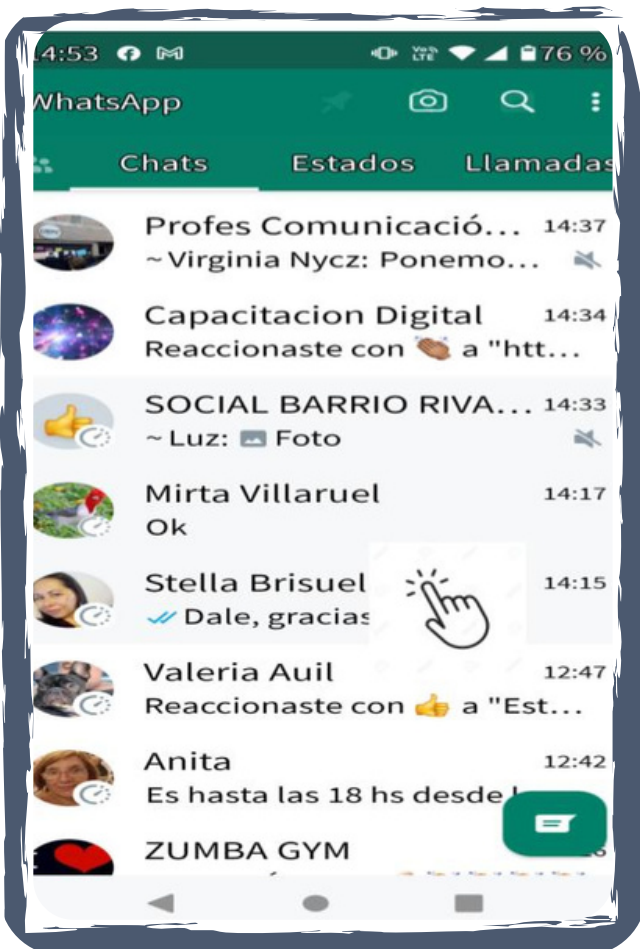 4:53 VoLTE 76 %
WhatsApp
Chats Estados Llamadas
Profes Comunicació... 14:37
~ Virginia Nycz: Ponemo...
Capacitacion Digital 14:34
Reaccionaste con 👏🏽 a "htt...
SOCIAL BARRIO RIVA... 14:33
~ Luz: Foto
Mirta Villaruel 14:17
Ok
Stella Brisuel 14:15
Dale, gracias
Valeria Auil 12:47
Reaccionaste con 👍 a "Est...
Anita 12:42
Es hasta las 18 hs desde
ZUMBA GYM